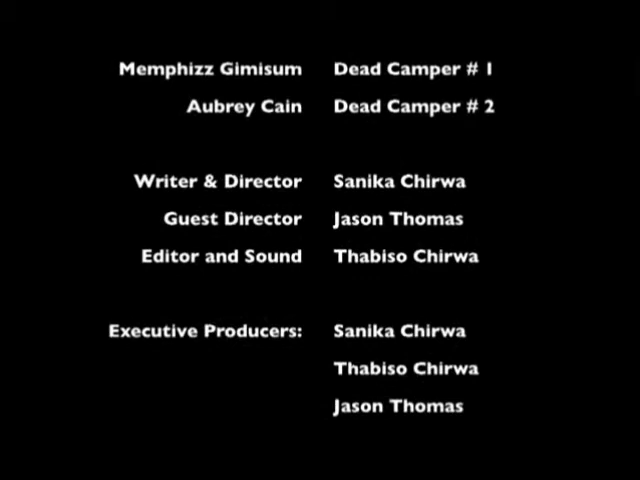 Memphizz Gimisum Dead Camper # 1
Aubrey Cain Dead Camper # 2
Writer & Director Sanika Chirwa
Guest Director Jason Thomas
Editor and Sound Thabiso Chirwa
Executive Producers: Sanika Chirwa
Thabiso Chirwa
Jason Thomas